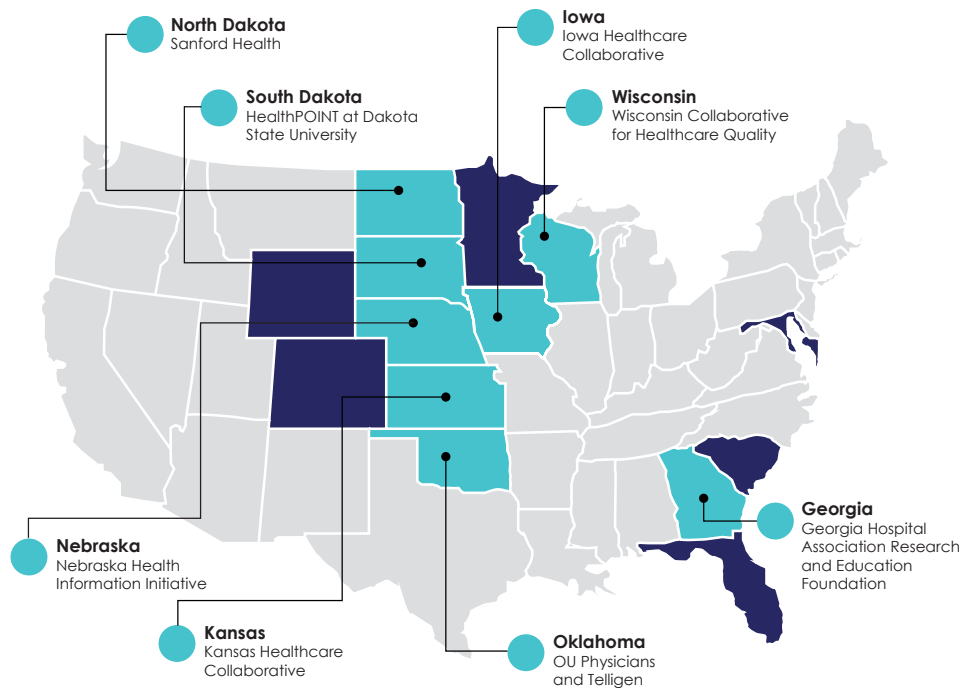 North Dakota
Sanford Health
Iowa
Iowa Healthcare
Collaborative
South Dakota
HealthPOINT at Dakota
State University
Wisconsin
Wisconsin Collaborative
for Healthcare Quality
Georgia
Georgia Hospital
Association Research
and Education
Foundation
Nebraska
Nebraska Health
Information Initiative
Kansas
Kansas Healthcare
Collaborative
Oklahoma
OU Physicians
and Telligen